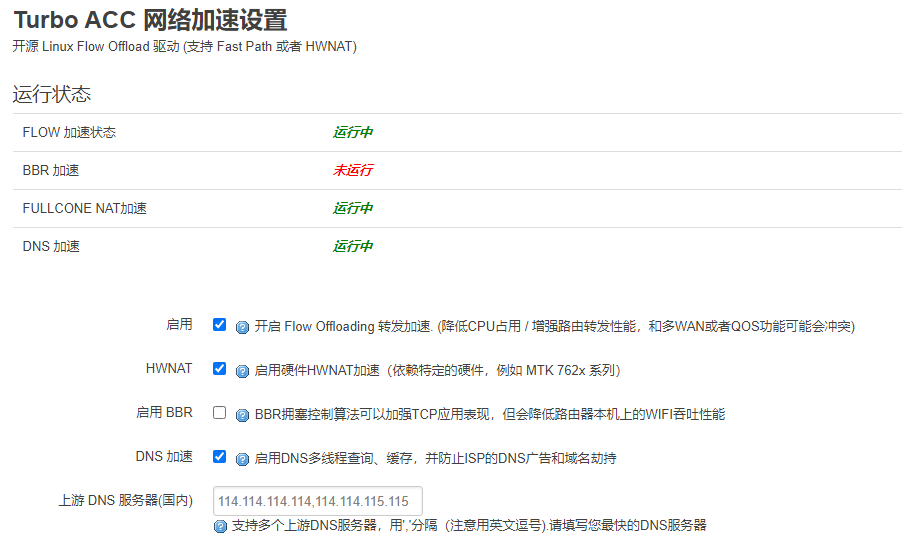 Turbo ACC 网络加速设置
开源 Linux Flow Offload 驱动 (支持 Fast Path 或者 HWNAT)
运行状态
FLOW 加速状态 运行中
BBR 加速 未运行
FULLCONE NAT加速 运行中
DNS 加速 运行中
启用 开启 Flow Offloading 转发加速. (降低CPU占用 / 增强路由转发性能，和多WAN或者QOS功能可能会冲突)
HWNAT 启用硬件HWNAT加速（依赖特定的硬件，例如 MTK 762x 系列）
启用 BBR BBR拥塞控制算法可以加强TCP应用表现，但会降低路由器本机上的WIFI吞吐性能
DNS 加速 启用DNS多线程查询、缓存，并防止ISP的DNS广告和域名劫持
上游 DNS 服务器(国内) 114.114.114.114,114.114.115.115
支持多个上游DNS服务器，用','分隔（注意用英文逗号).请填写您最快的DNS服务器